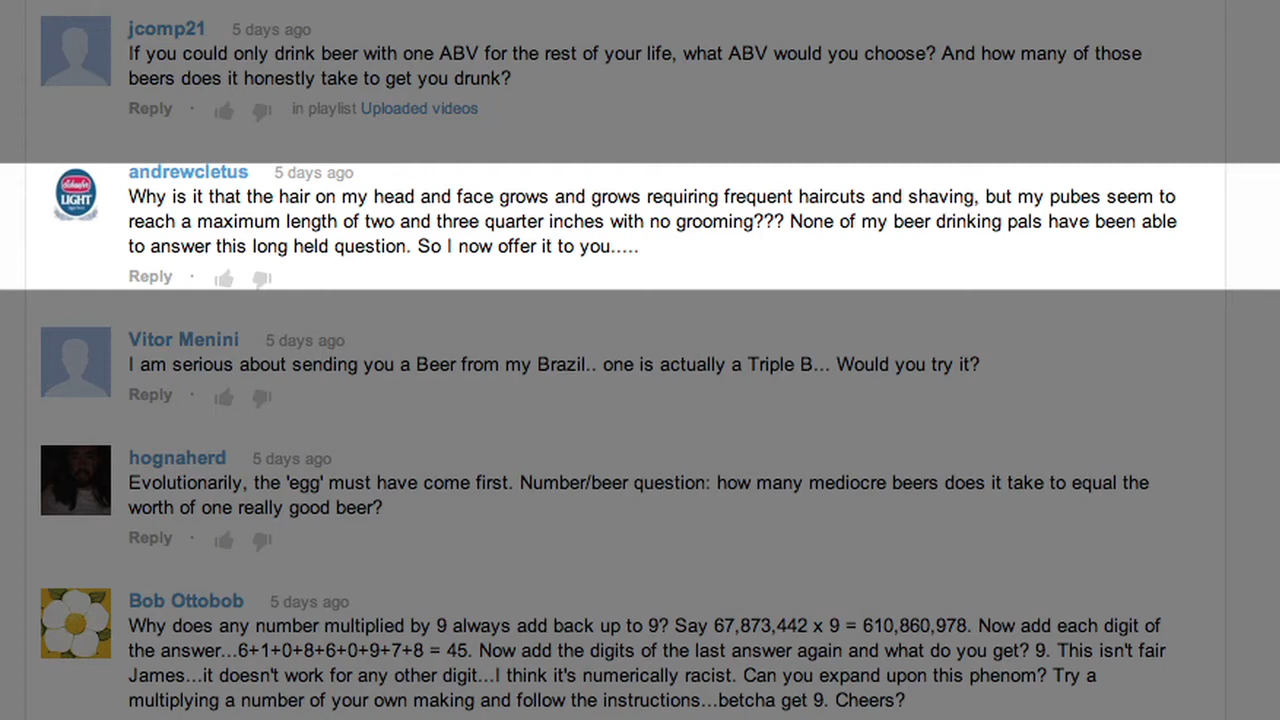 jcomp21 5 days ago
If you could only drink beer with one ABV for the rest of your life, what ABV would you choose? And how many of those
beers does it honestly take to get you drunk?
Reply · in playlist Uploaded videos
andrewcletus 5 days ago
Why is it that the hair on my head and face grows and grows requiring frequent haircuts and shaving, but my pubes seem to
reach a maximum length of two and three quarter inches with no grooming??? None of my beer drinking pals have been able
to answer this long held question. So I now offer it to you.....
Schaefer
LIGHT
Reply ·
Vitor Menini 5 days ago
I am serious about sending you a Beer from my Brazil.. one is actually a Triple B... Would you try it?
Reply ·
hognaherd 5 days ago
Evolutionarily, the 'egg' must have come first. Number/beer question: how many mediocre beers does it take to equal the
worth of one really good beer?
Reply ·
Bob Ottobob 5 days ago
Why does any number multiplied by 9 always add back up to 9? Say 67,873,442 x 9 = 610,860,978. Now add each digit of
the answer...6+1+0+8+6+0+9+7+8 = 45. Now add the digits of the last answer again and what do you get? 9. This isn't fair
James...it doesn't work for any other digit...I think it's numerically racist. Can you expand upon this phenom? Try a
multiplying a number of your own making and follow the instructions...betcha get 9. Cheers?